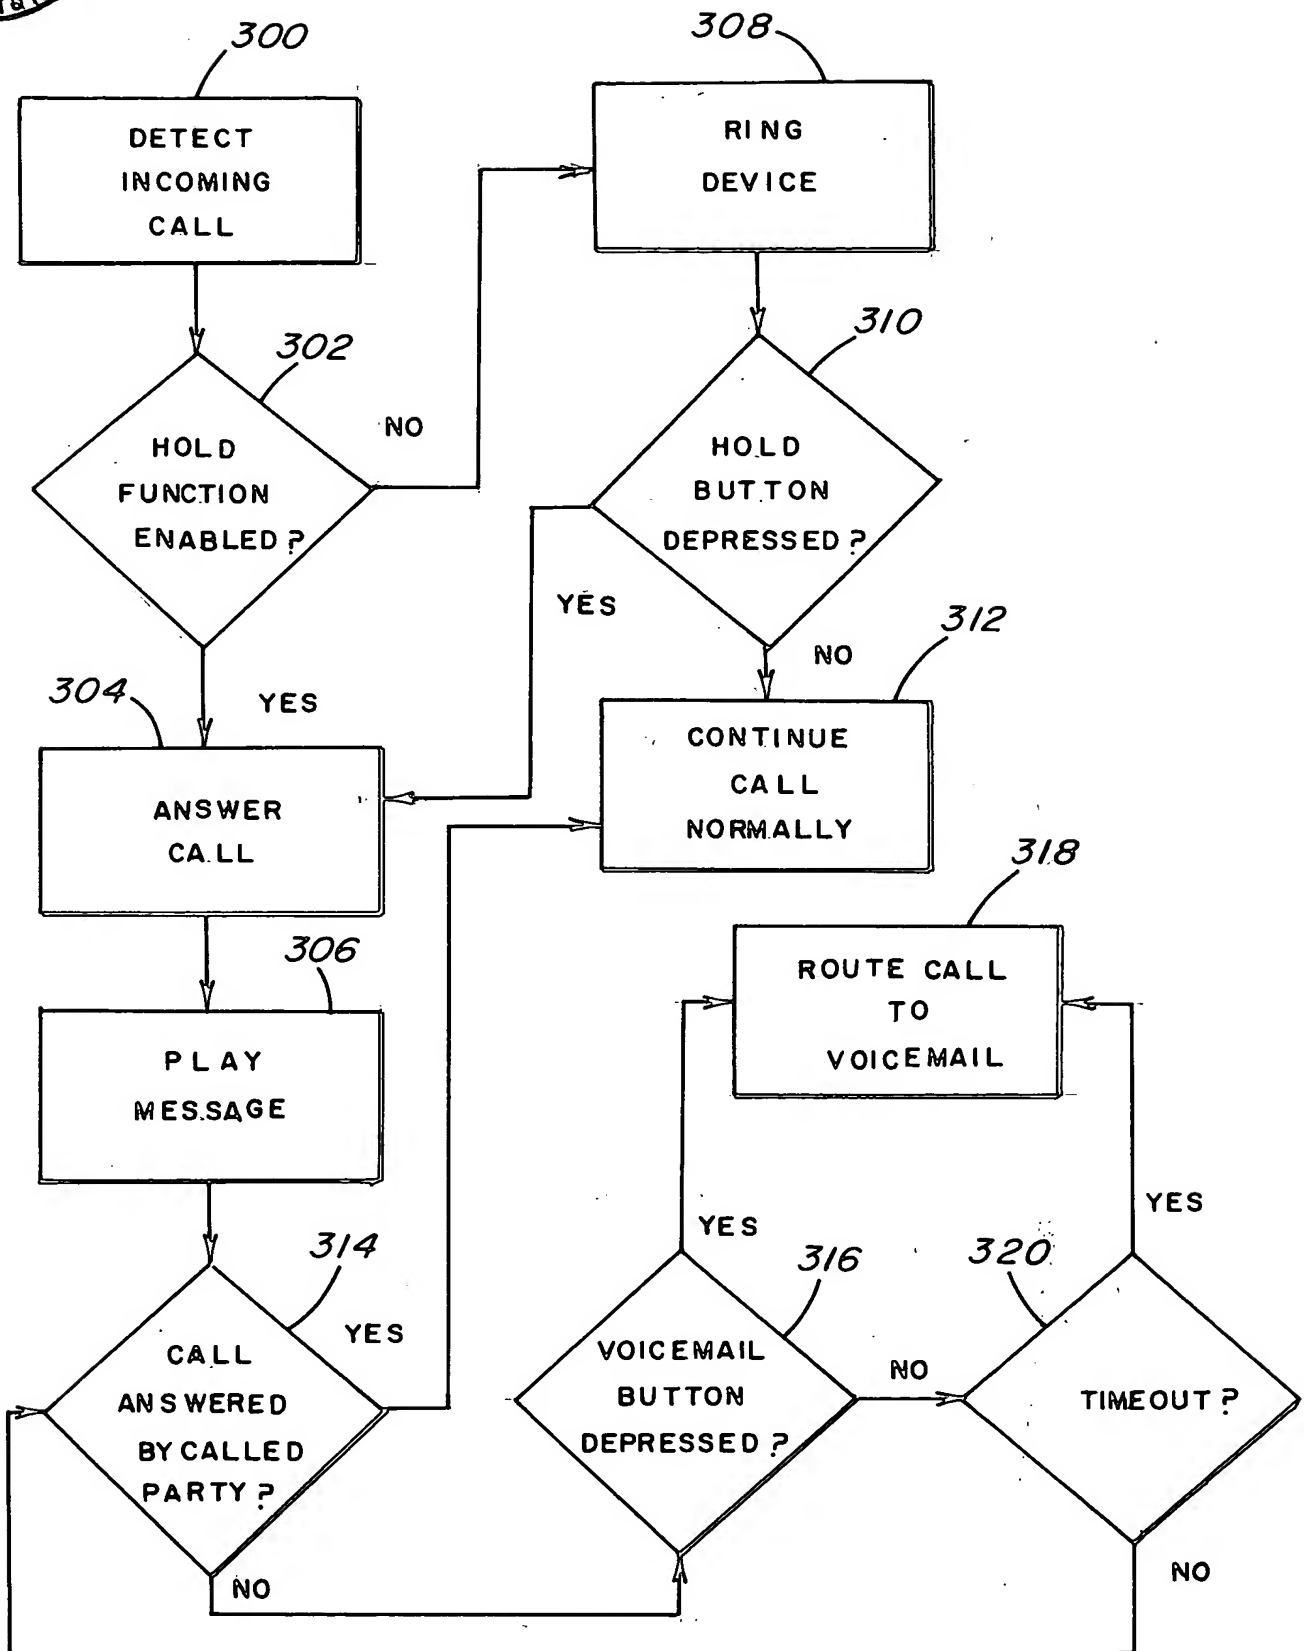 300
DETECT
INCOMING
CALL
308
RING
DEVICE
302
HOLD
FUNCTION
ENABLED?
NO
310
HOLD
BUTTON
DEPRESSED?
YES
NO
304
YES
ANSWER
CALL
312
CONTINUE
CALL
NORMALLY
306
PLAY
MESSAGE
318
ROUTE CALL
TO
VOICEMAIL
314
CALL
ANSWERED
BY CALLED
PARTY?
YES
NO
YES
316
VOICEMAIL
BUTTON
DEPRESSED?
NO
YES
320
TIMEOUT?
NO